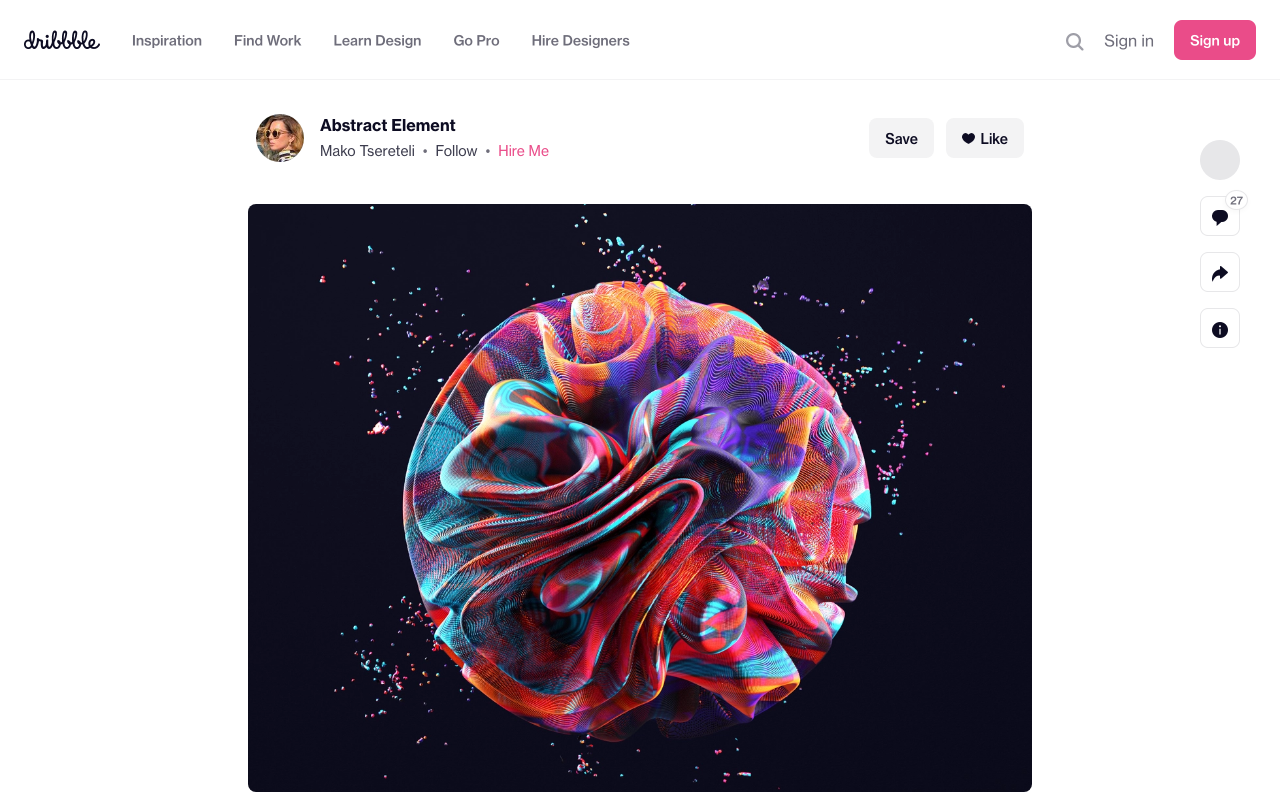 dribbble
Inspiration
Find Work
Learn Design
Go Pro
Hire Designers
Sign in
Sign up
Abstract Element
Mako Tsereteli • Follow • Hire Me
Save
Like
27